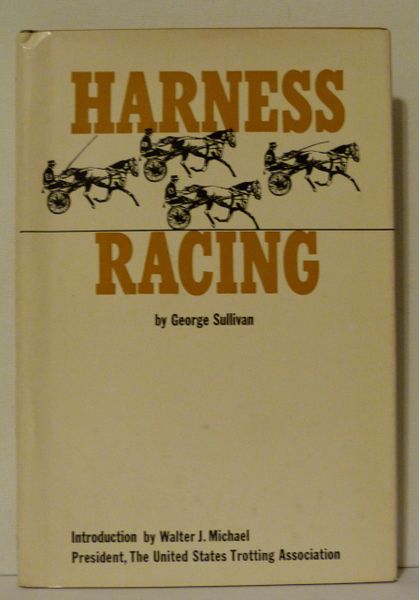 HARNESS
RACING
by George Sullivan
Introduction by Walter J. Michael
President, The United States Trotting Association